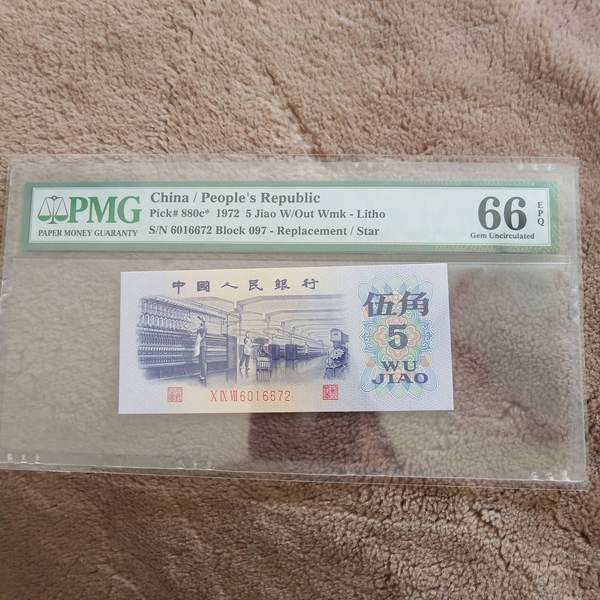 PMG
PAPER MONEY GUARANTY
China / People's Republic
Pick# 880c* 1972 5 Jiao W/Out Wmk - Litho
S/N 6016672 Block 097 - Replacement / Star
66 EPQ
Gem Uncirculated
中國人民銀行
伍角
5
WU
JIAO
X IX VII 6016672